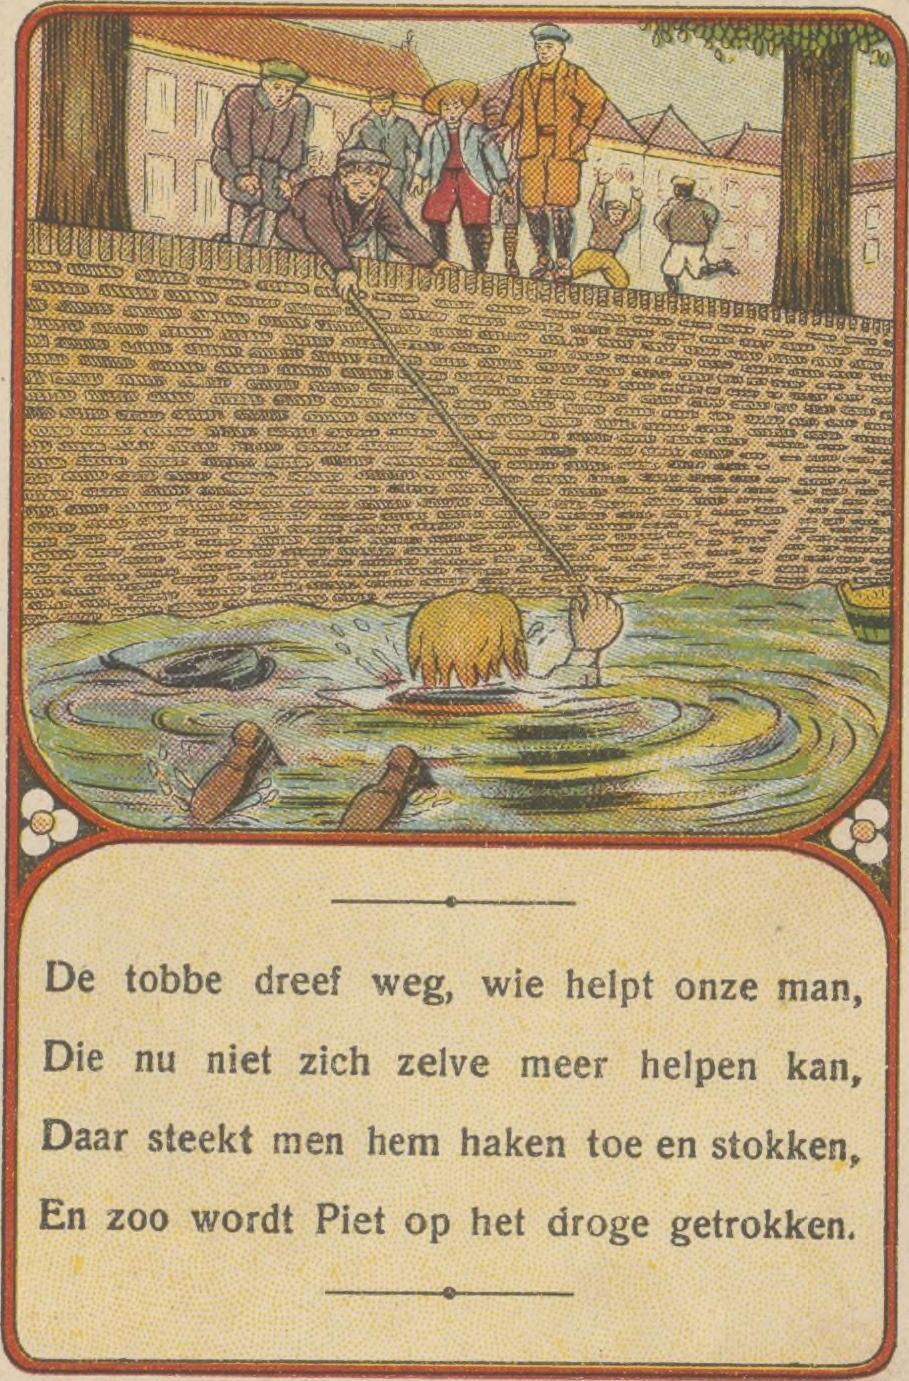 De tobbe dreef weg, wie helpt onze man,
Die nu niet zich zelve meer helpen kan,
Daar steekt men hem haken toe en stokken,
En zoo wordt Piet op het droge getrokken.